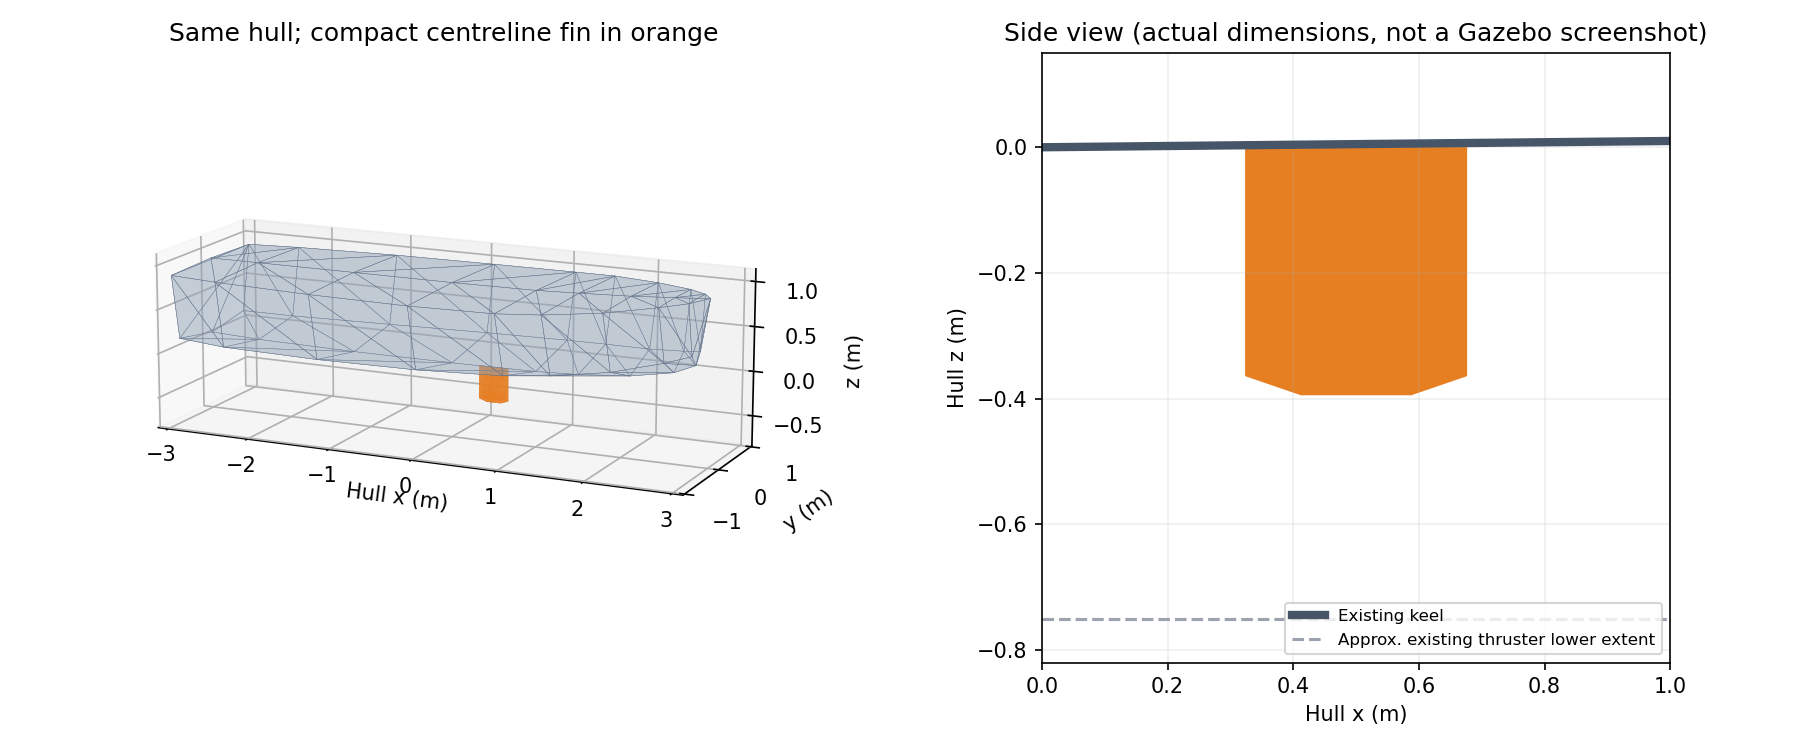 Same hull; compact centreline fin in orange
1.0
0.5
0.0
−0.5
z (m)
−3
−2
−1
0
1
2
3
Hull x (m)
1
0
−1
y (m)
Side view (actual dimensions, not a Gazebo screenshot)
0.0
−0.2
−0.4
−0.6
−0.8
Hull z (m)
Existing keel
Approx. existing thruster lower extent
0.0
0.2
0.4
0.6
0.8
1.0
Hull x (m)